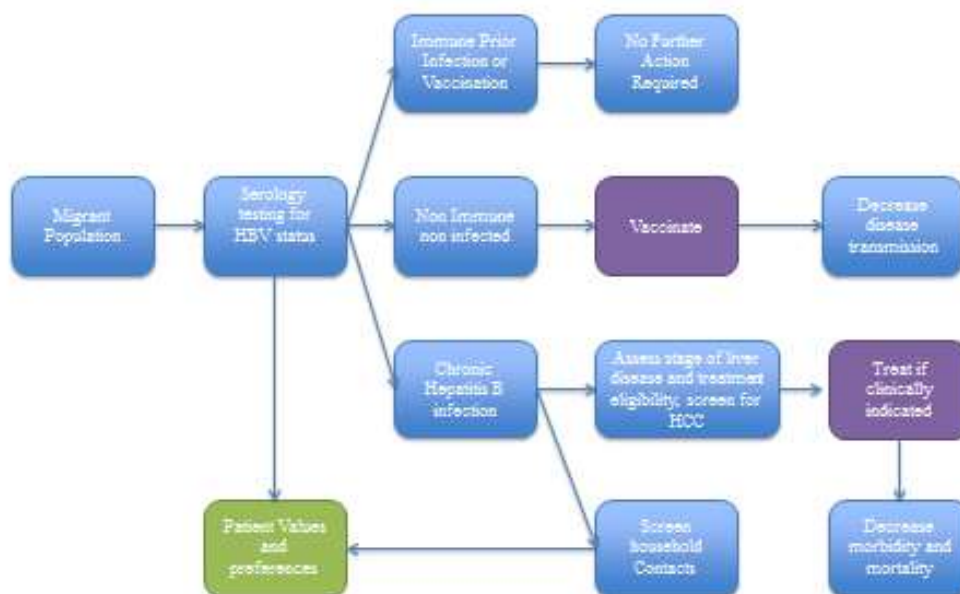 Immune Prior
Infection or
Vaccination
No Further
Action
Required
Migrant
Population
Serology
testing for
HBV status
Non Immune
non infected
Vaccinate
Decrease
disease
transmission
Chronic
Hepatitis B
infection
Assess stage of liver
disease and treatment
eligibility, screen for
HCC
Treat if
clinically
indicated
Patient Values
and
preferences
Screen
household
Contacts
Decrease
morbidity and
mortality